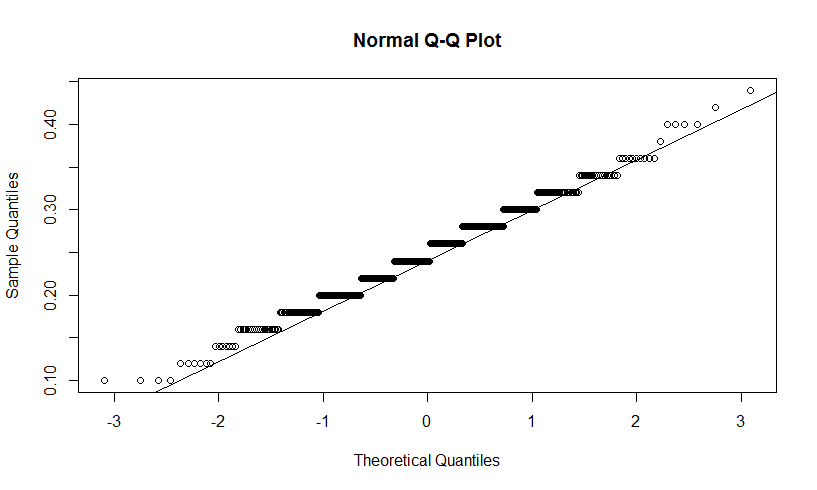 Normal Q-Q Plot
Sample Quantiles
0.40
0.30
0.20
0.10
-3 -2 -1 0 1 2 3
Theoretical Quantiles